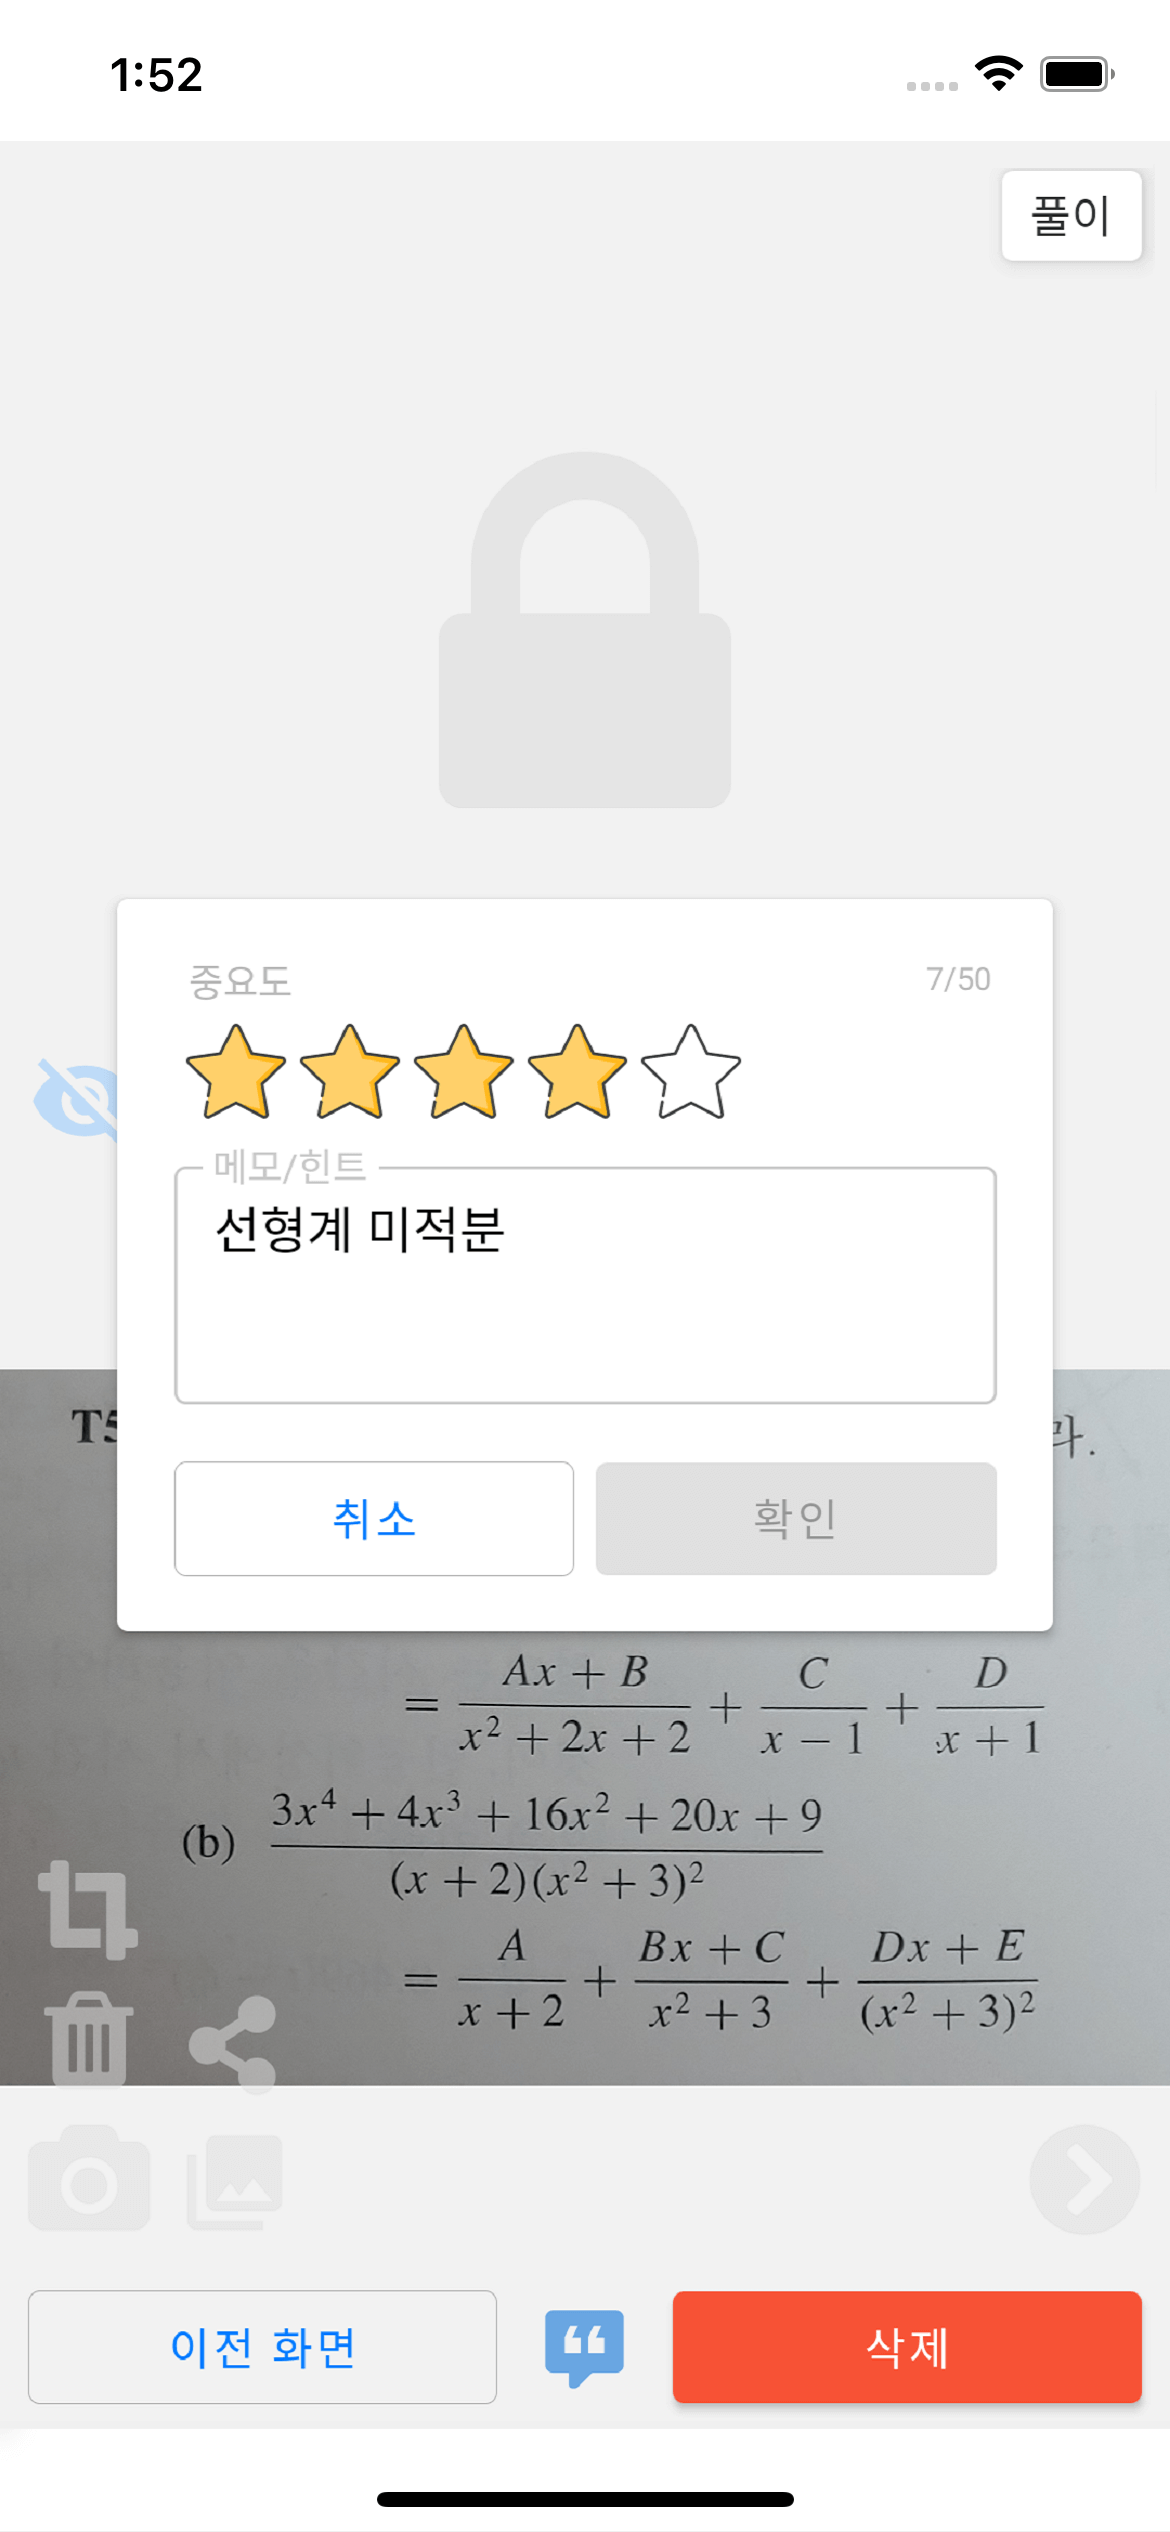 1:52
풀이
중요도 7/50
메모/힌트
선형계 미적분
취소 확인
= \frac{Ax + B}{x^2 + 2x + 2} + \frac{C}{x - 1} + \frac{D}{x + 1}
(b) \frac{3x^4 + 4x^3 + 16x^2 + 20x + 9}{(x + 2)(x^2 + 3)^2}
= \frac{A}{x + 2} + \frac{Bx + C}{x^2 + 3} + \frac{Dx + E}{(x^2 + 3)^2}
이전 화면 삭제